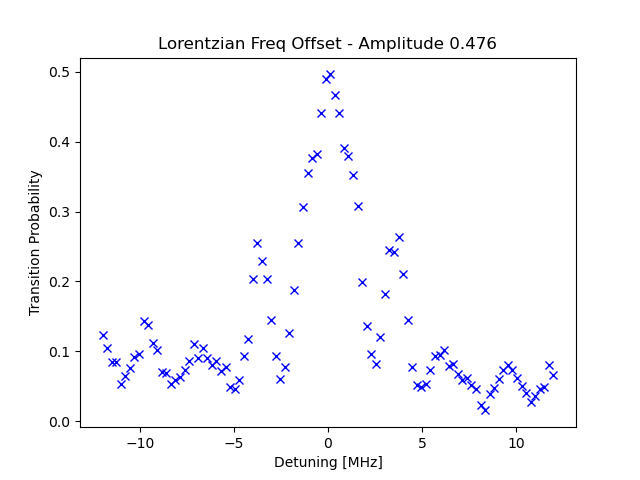 Lorentzian Freq Offset - Amplitude 0.476
0.5
0.4
0.3
0.2
0.1
0.0
Transition Probability
−10 −5 0 5 10
Detuning [MHz]